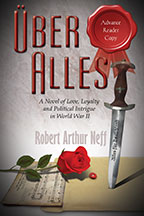 ÜBER
ALLES
Advance
Reader
Copy
A Novel of Love, Loyalty
and Political Intrigue
in World War II
Robert Arthur Neff